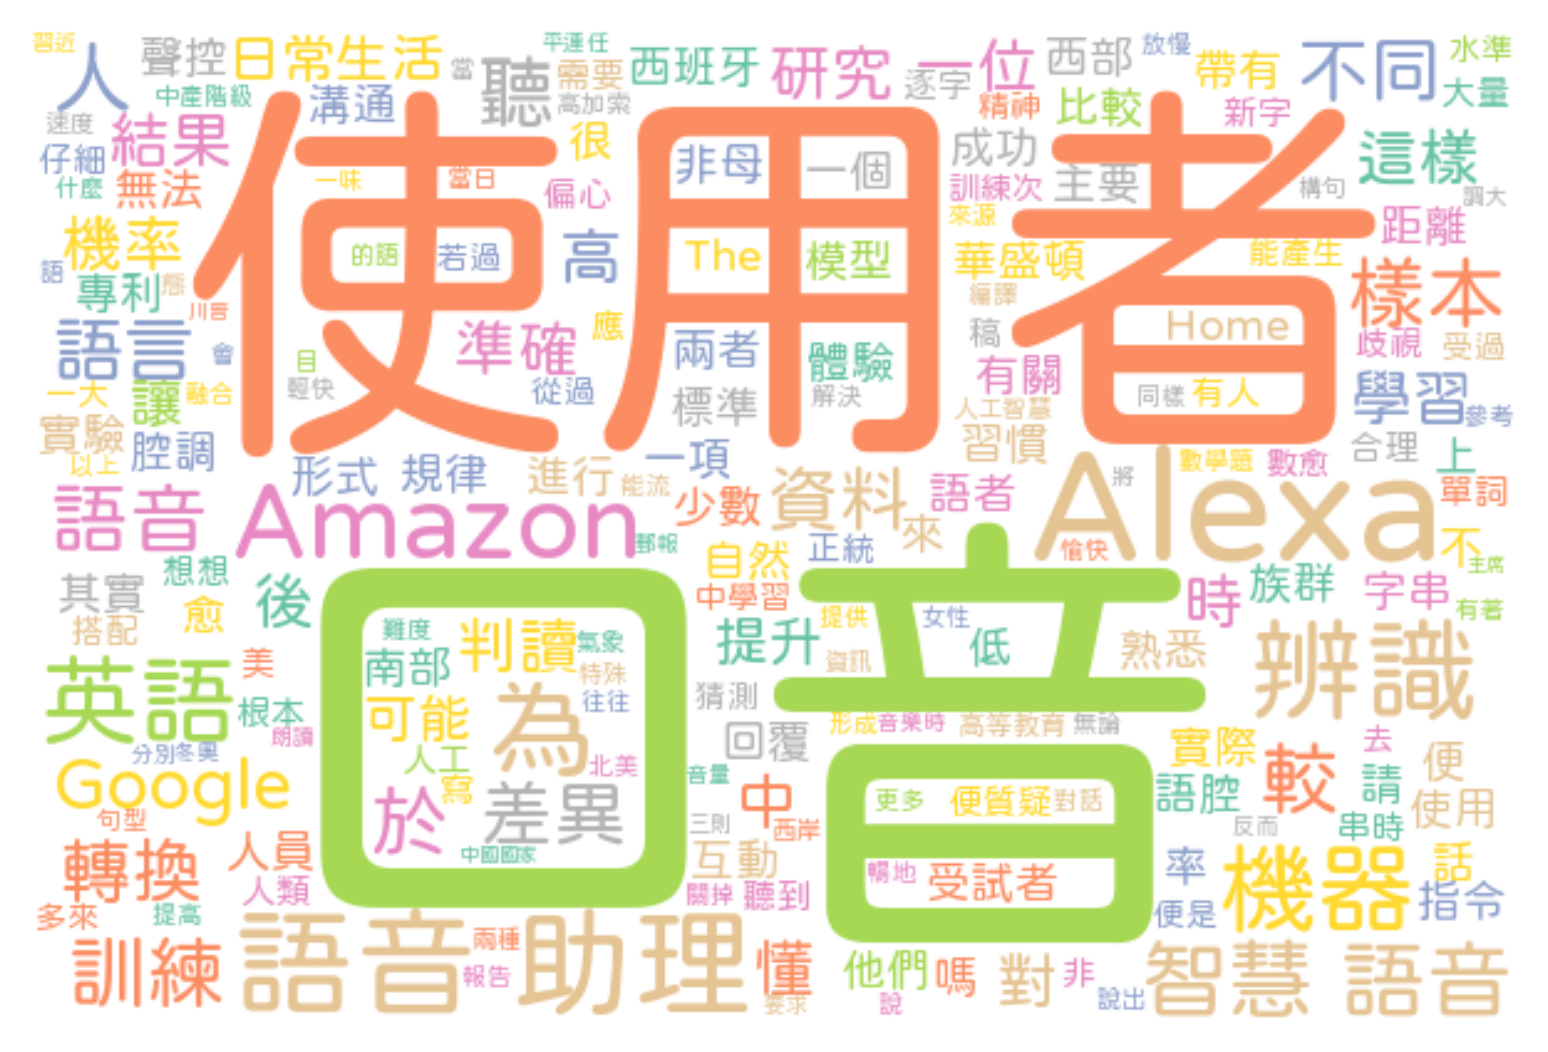 習近
人
聲控
日常生活
平連任
當
聽
需要
西班牙
研究
一位
西部
放慢
帶有
不同
水準
中產階級
溝通
高加索
逐字
精神
比較
新字
大量
速度
結果
使用者
很
非母
一個
成功
這樣
仔細
什麼
無法
一味
當日
偏心
訓練次
主要
構句
調大
來源
距離
機率
的語
若過
高
The
模型
華盛頓
能產生
語
專利
態
編譯
樣本
川普
語言
會
準確
應
兩者
體驗
稿
Home
歧視
受過
目
有關
一大
讓
融合
輕快
從過
標準
解決
同樣
有人
學習
參考
人工智慧
實驗
腔調
習慣
合理
以上
形式
規律
進行
能流
一項
少數
資料
語者
Alexa
將
數學題
數愈
上
單詞
語音
Amazon
郵報
自然
正統
來
愉快
不
主席
其實
想想
後
中學習
時
族群
字串
有著
愈
搭配
口音
難度
判讀
氣象
提升
提供
女性
低
熟悉
辨識
英語
美
南部
特殊
資訊
根本
可能
為
往往
猜測
朗讀
形成
音樂時
高等教育
無論
分別
冬奧
人工
北美
回覆
實際
去
便
Google
寫
音量
中
語腔
較
請
使用
於
差異
更多
便質疑
對話
句型
三則
西岸
反而
串時
轉換
人員
中國國家
互動
率
機器
話
人類
關掉
聽到
暢地
受試者
多來
提高
便是
指令
訓練
語音助理
兩種
報告
懂
要求
他們
嗎
對
非
說
說出
智慧
語音